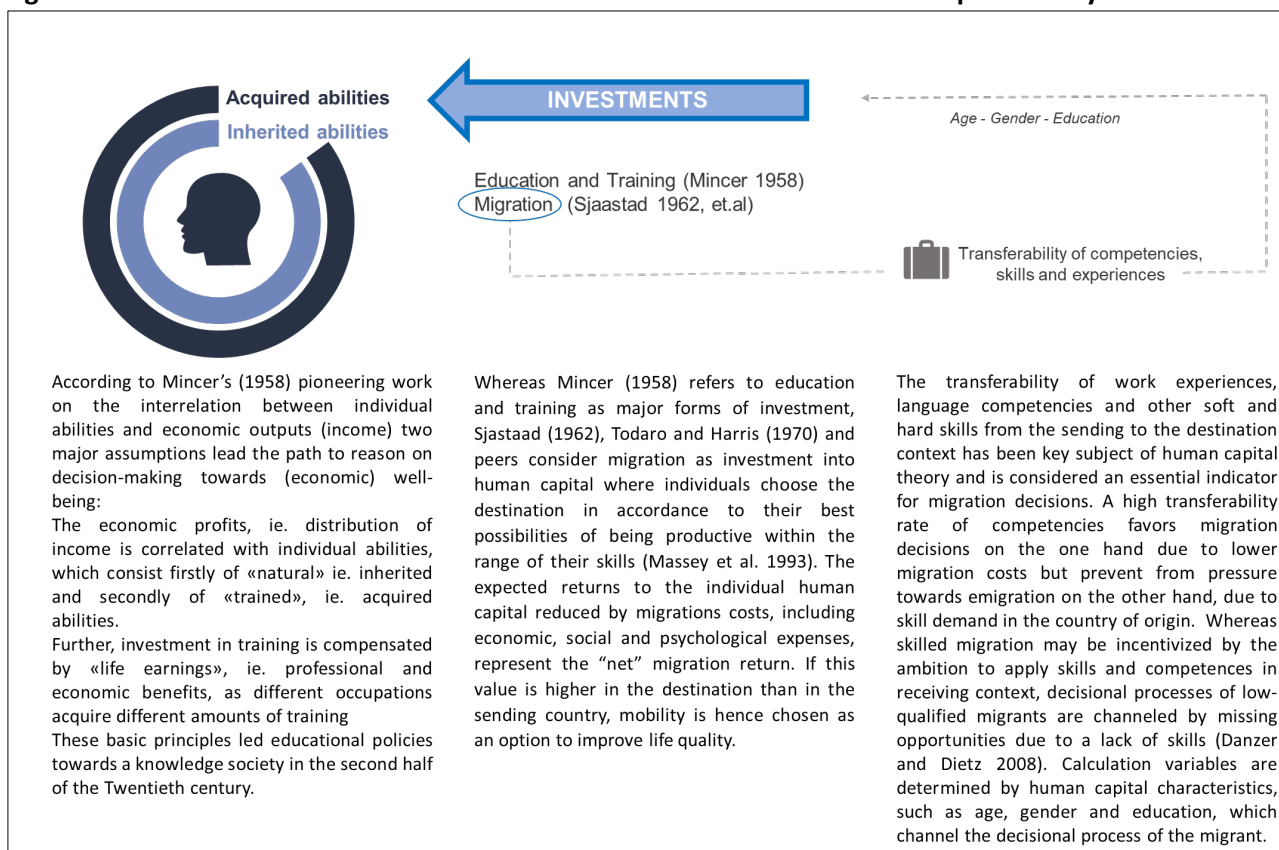 Acquired abilities
Inherited abilities
INVESTMENTS
Age - Gender - Education
Education and Training (Mincer 1958)
Migration (Sjaastad 1962, et.al)
Transferability of competencies,
skills and experiences
According to Mincer’s (1958) pioneering work
on the interrelation between individual
abilities and economic outputs (income) two
major assumptions lead the path to reason on
decision-making towards (economic) well-
being:
The economic profits, ie. distribution of
income is correlated with individual abilities,
which consist firstly of «natural» ie. inherited
and secondly of «trained», ie. acquired
abilities.
Further, investment in training is compensated
by «life earnings», ie. professional and
economic benefits, as different occupations
acquire different amounts of training
These basic principles led educational policies
towards a knowledge society in the second half
of the Twentieth century.
Whereas Mincer (1958) refers to education
and training as major forms of investment,
Sjastaad (1962), Todaro and Harris (1970) and
peers consider migration as investment into
human capital where individuals choose the
destination in accordance to their best
possibilities of being productive within the
range of their skills (Massey et al. 1993). The
expected returns to the individual human
capital reduced by migrations costs, including
economic, social and psychological expenses,
represent the “net” migration return. If this
value is higher in the destination than in the
sending country, mobility is hence chosen as
an option to improve life quality.
The transferability of work experiences,
language competencies and other soft and
hard skills from the sending to the destination
context has been key subject of human capital
theory and is considered an essential indicator
for migration decisions. A high transferability
rate of competencies favors migration
decisions on the one hand due to lower
migration costs but prevent from pressure
towards emigration on the other hand, due to
skill demand in the country of origin. Whereas
skilled migration may be incentivized by the
ambition to apply skills and competences in
receiving context, decisional processes of low-
qualified migrants are channeled by missing
opportunities due to a lack of skills (Danzer
and Dietz 2008). Calculation variables are
determined by human capital characteristics,
such as age, gender and education, which
channel the decisional process of the migrant.